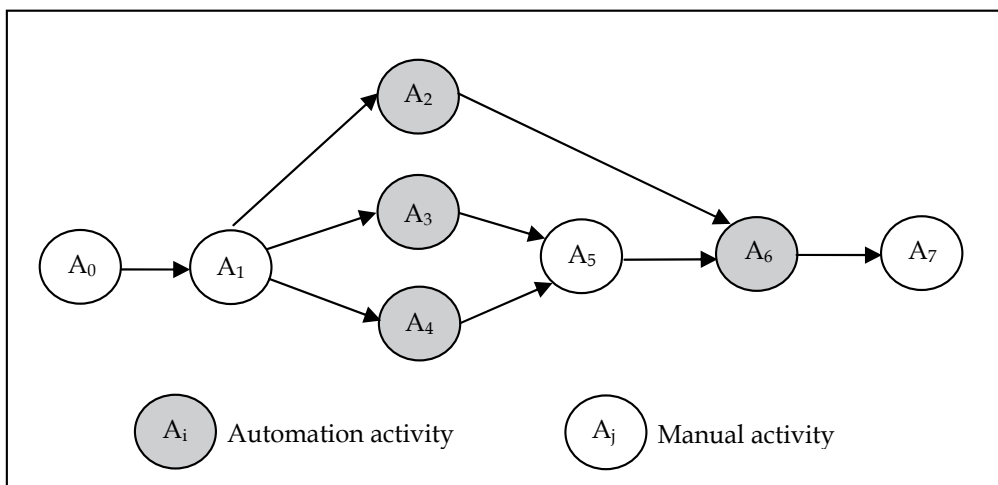 A₂
A₃
A₀ A₁ A₅ A₆ A₇
A₄
Aᵢ Automation activity Aⱼ Manual activity